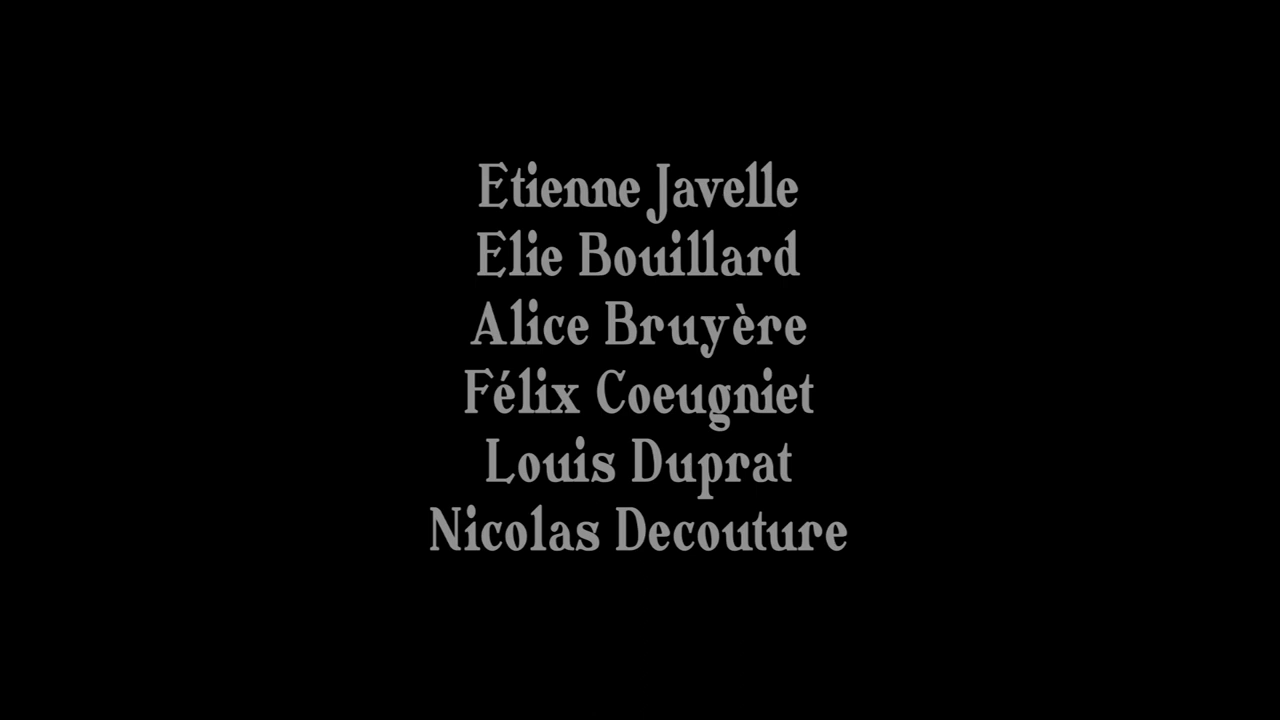 Etienne Javelle
Elie Bouillard
Alice Bruyère
Félix Coeugniet
Louis Duprat
Nicolas Decouture